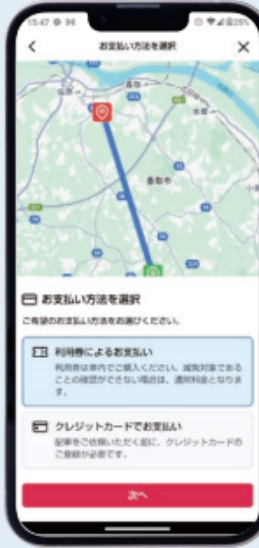 15:47
25%
お支払い方法を選択
香取市
お支払い方法を選択
ご希望のお支払い方法をお選びください。
利用券によるお支払い
利用券は車内でご購入ください。減免対象である
ことの確認ができない場合は、通常料金となりま
す。
クレジットカードでお支払い
配車をご依頼いただく前に、クレジットカードの
ご登録が必要です。
次へ